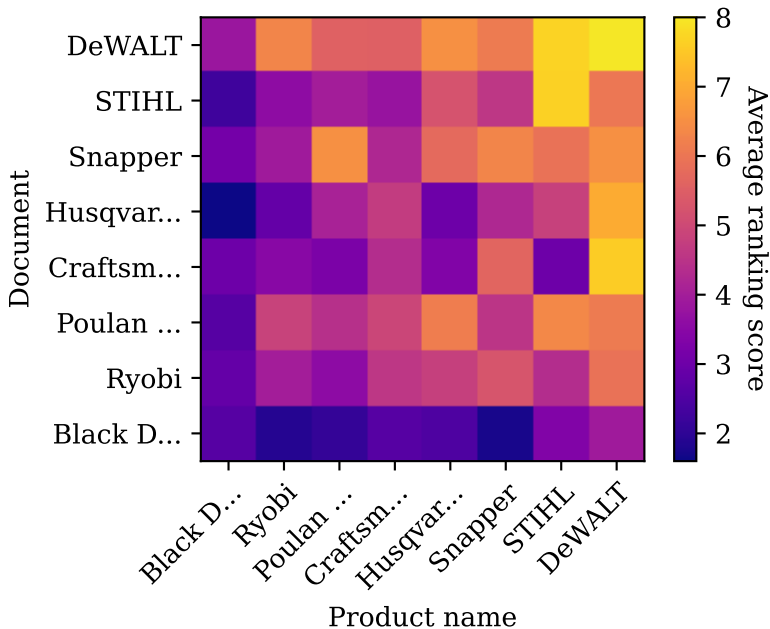 DeWALT
STIHL
Snapper
Husqvar...
Craftsm...
Poulan ...
Ryobi
Black D...
Document
Black D...
Ryobi
Poulan ...
Craftsm...
Husqvar...
Snapper
STIHL
DeWALT
Product name
8
7
6
5
4
3
2
Average ranking score